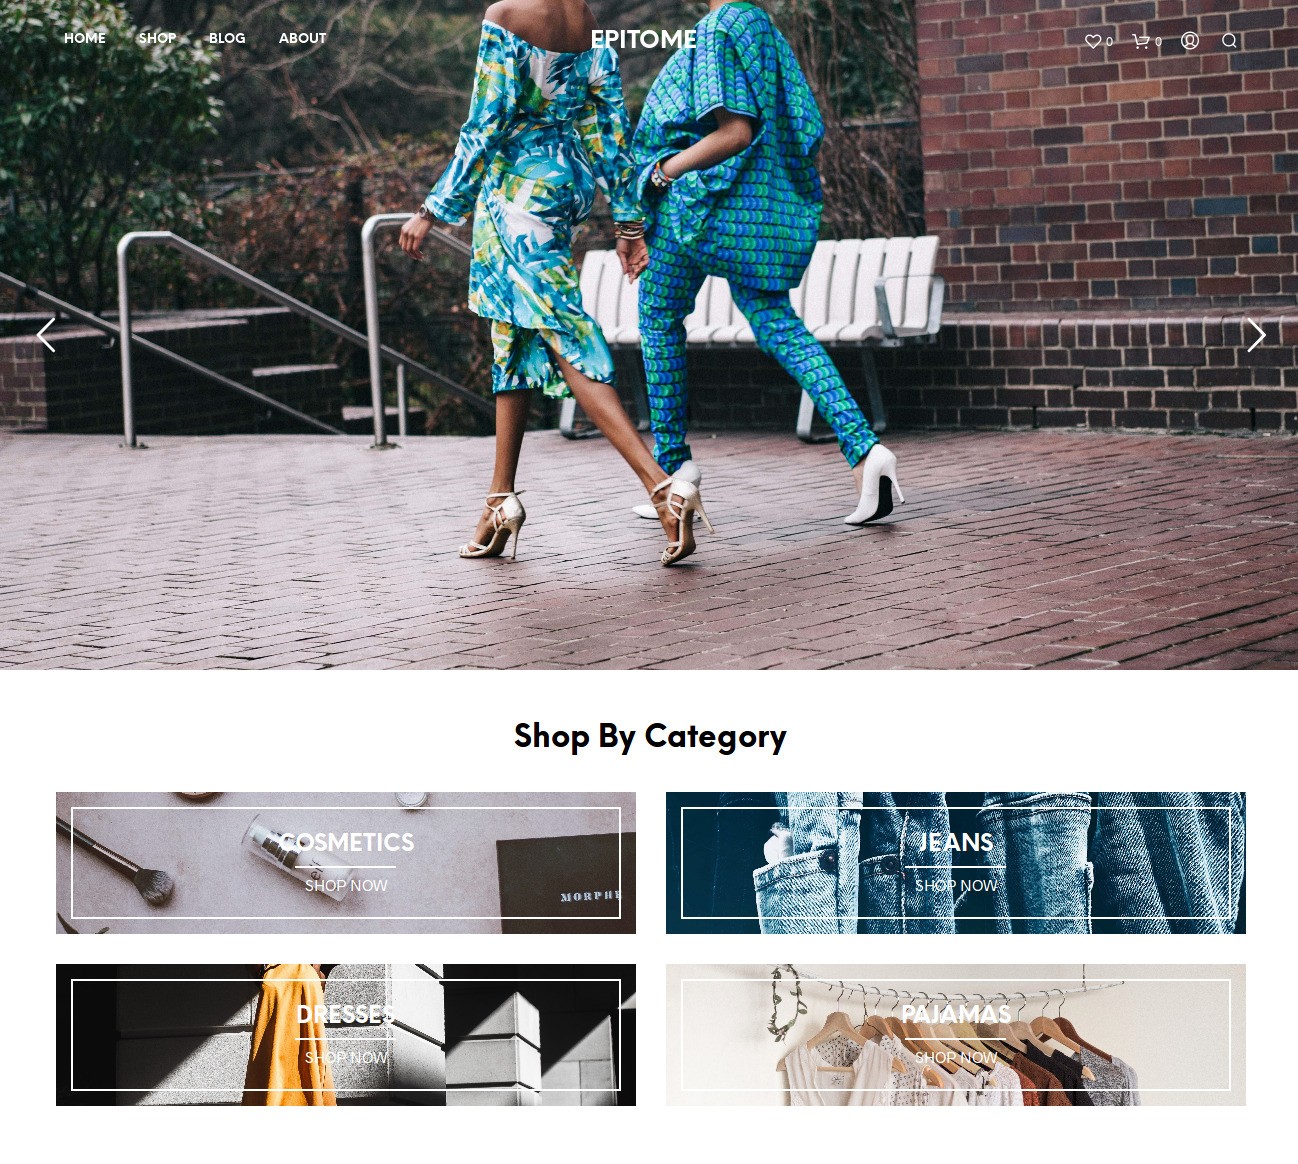 HOME SHOP BLOG ABOUT EPITOME 0 0
Shop By Category
COSMETICS
SHOP NOW
MORPHE
JEANS
SHOP NOW
DRESSES
SHOP NOW
PAJAMAS
SHOP NOW